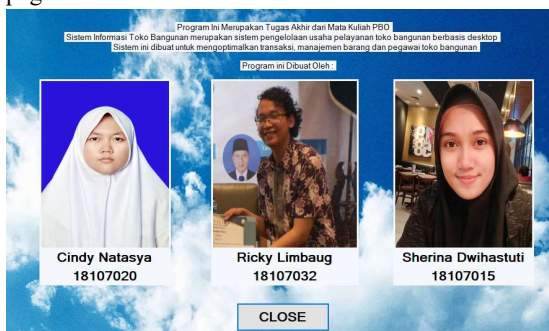 Program Ini Merupakan Tugas Akhir dari Mata Kuliah PBO
Sistem Informasi Toko Bangunan merupakan sistem pengelolaan usaha pelayanan toko bangunan berbasis desktop
Sistem ini dibuat untuk mengoptimalkan transaksi, manajemen barang dan pegawai toko bangunan
Program ini Dibuat Oleh :
Cindy Natasya
18107020
Ricky Limbaug
18107032
Sherina Dwihastuti
18107015
CLOSE